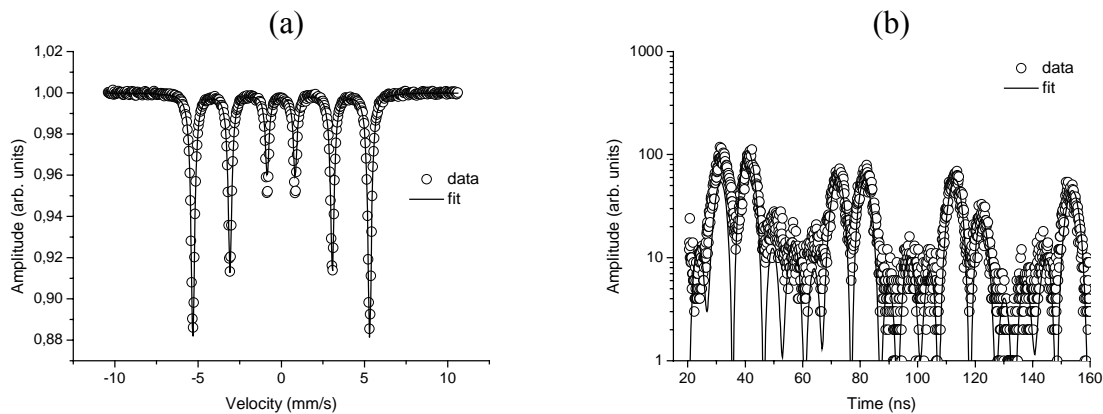 (a)
(b)
1,02
1,00
0,98
0,96
0,94
0,92
0,90
0,88
Amplitude (arb. units)
data
fit
-10
-5
0
5
10
Velocity (mm/s)
1000
100
10
1
Amplitude (arb. units)
data
fit
20
40
60
80
100
120
140
160
Time (ns)